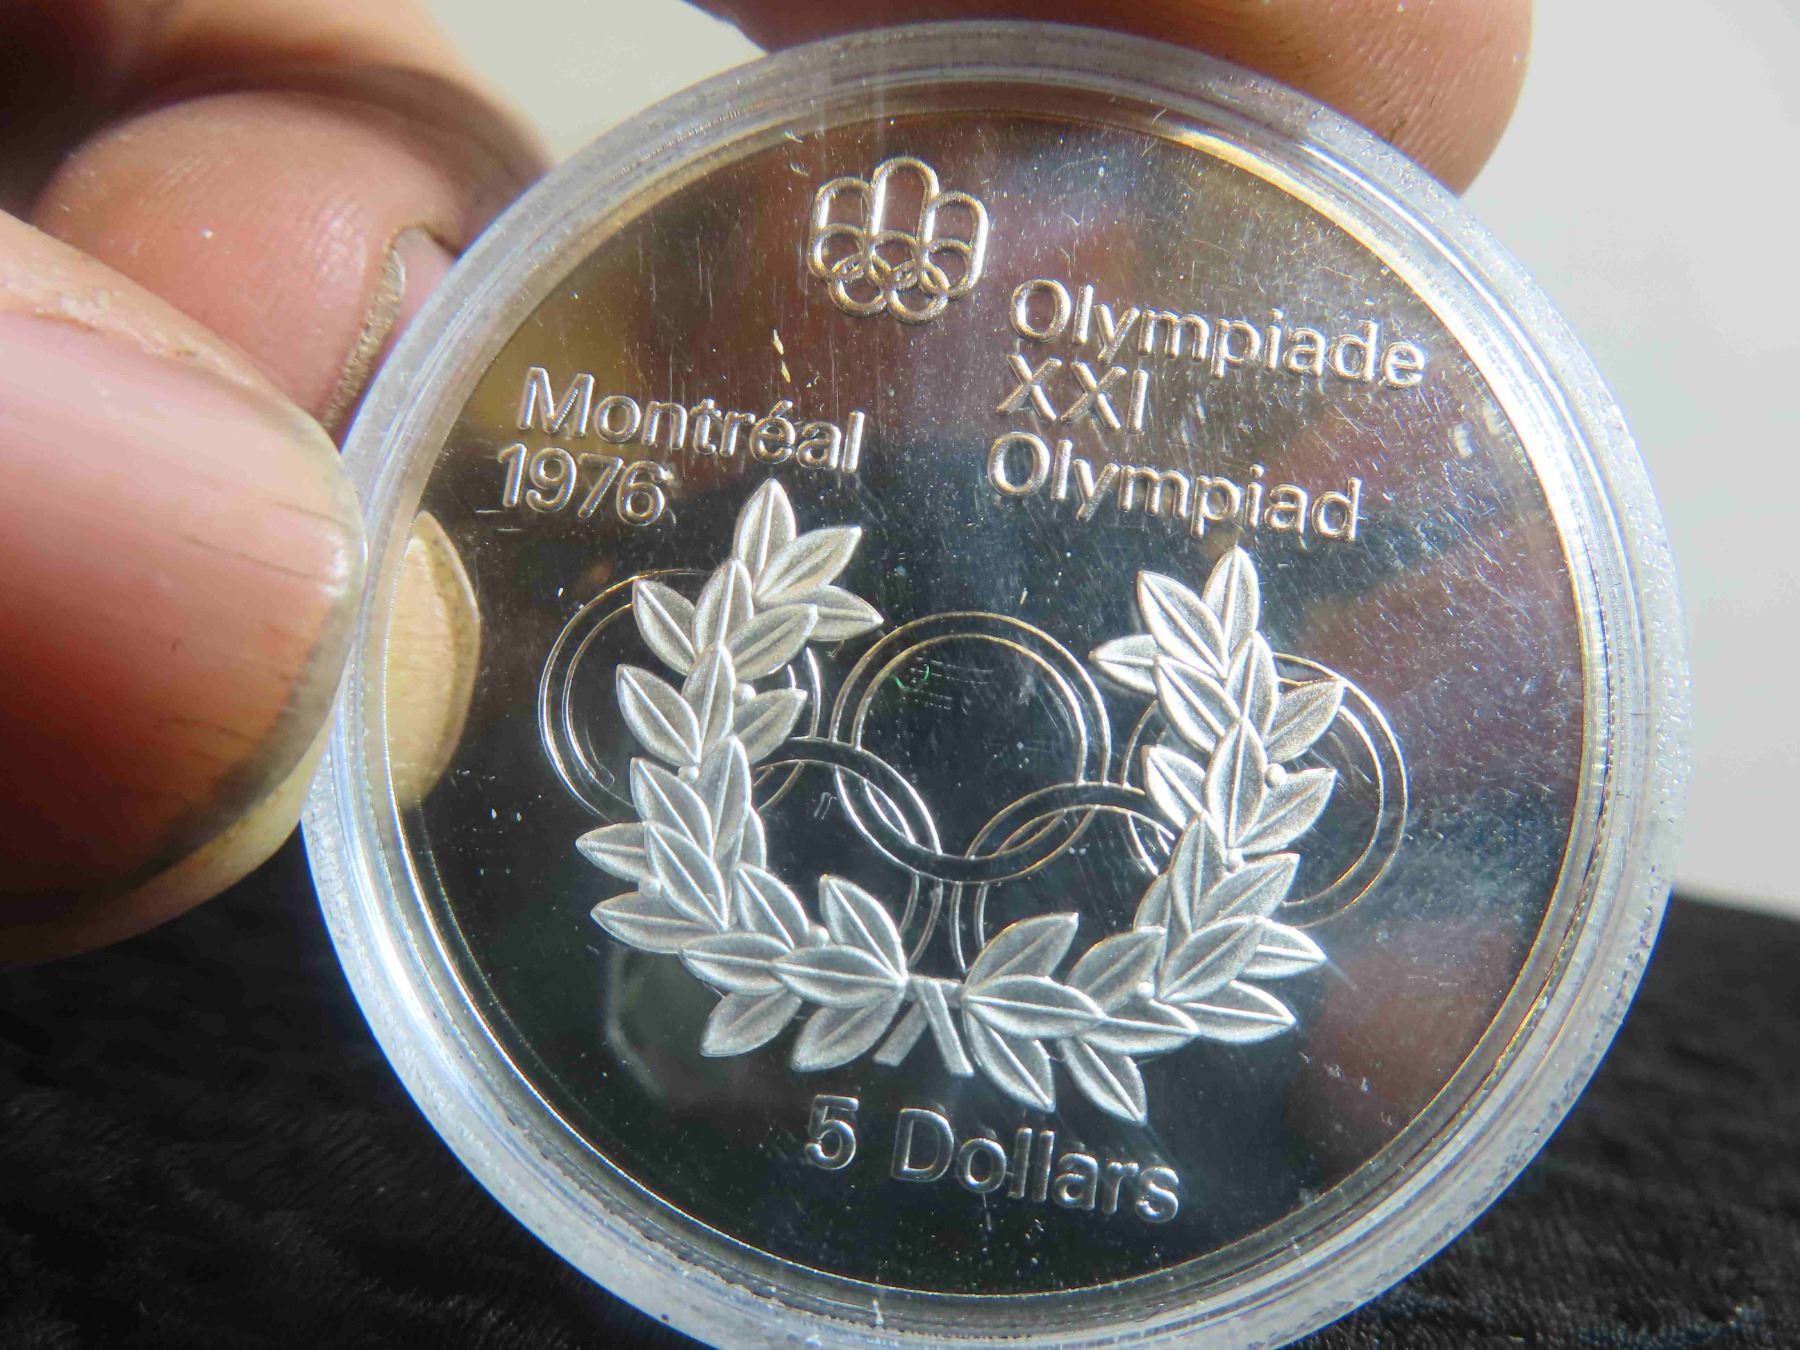 Olympiade
XXI
Olympiad
Montréal
1976
5 Dollars